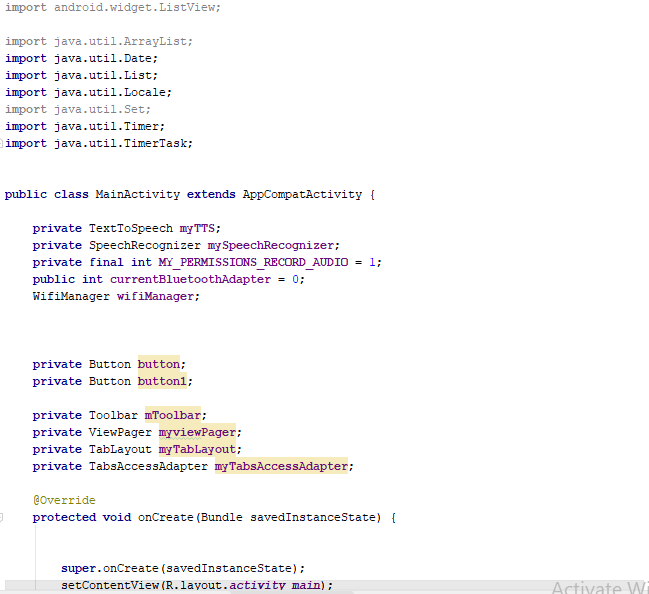 import android.widget.ListView;
import java.util.ArrayList;
import java.util.Date;
import java.util.List;
import java.util.Locale;
import java.util.Set;
import java.util.Timer;
import java.util.TimerTask;
public class MainActivity extends AppCompatActivity {
private TextToSpeech myTTS;
private SpeechRecognizer mySpeechRecognizer;
private final int MY_PERMISSIONS_RECORD_AUDIO = 1;
public int currentBluetoothAdapter = 0;
WifiManager wifiManager;
private Button button;
private Button button1;
private Toolbar mToolbar;
private ViewPager myviewPager;
private TabLayout myTabLayout;
private TabsAccessAdapter myTabsAccessAdapter;
@Override
protected void onCreate(Bundle savedInstanceState) {
super.onCreate(savedInstanceState);
setContentView(R.layout.activity_main);
Activate Wi